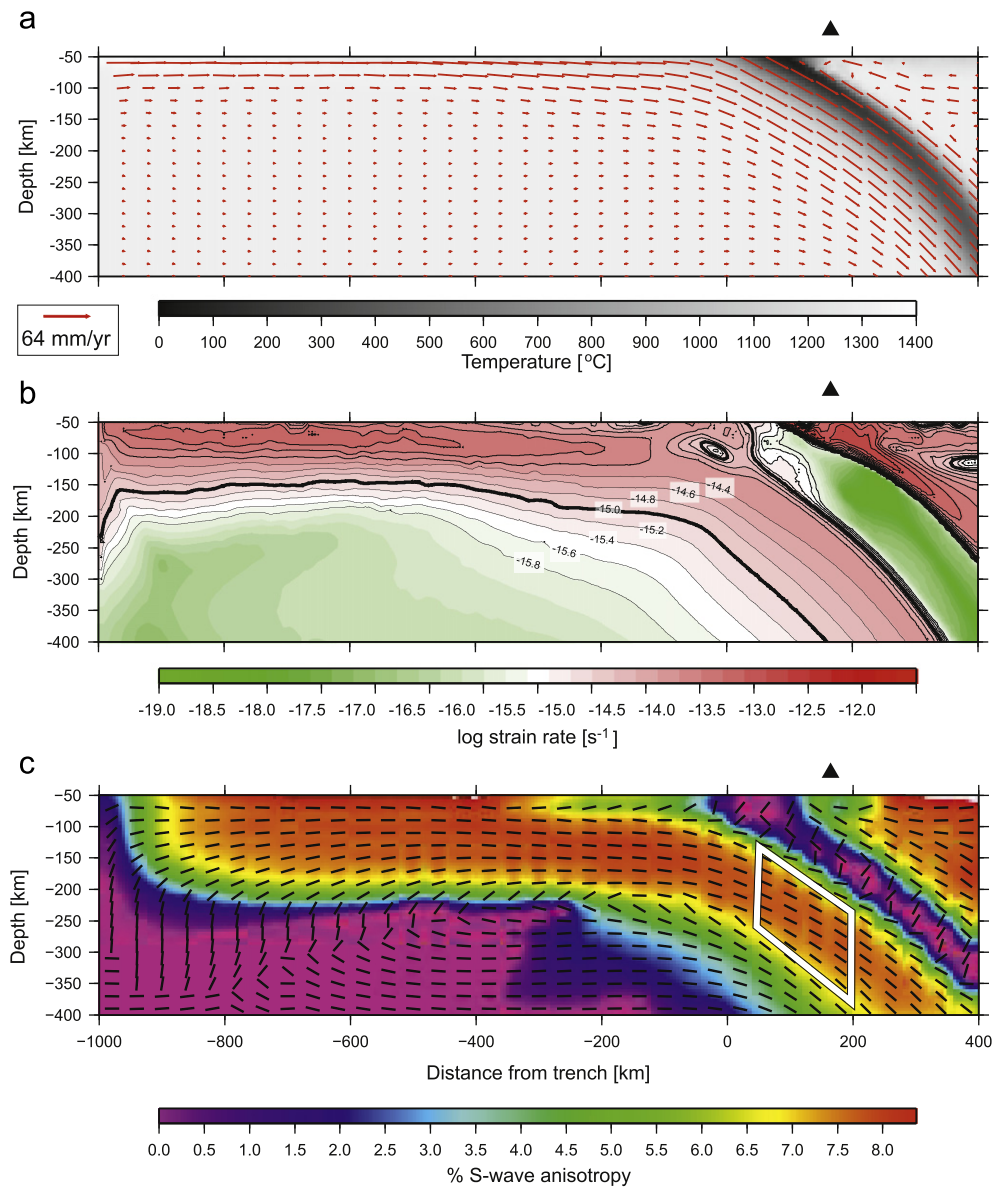 a
-50
-100
-150
-200
-250
-300
-350
-400
Depth [km]
64 mm/yr
0 100 200 300 400 500 600 700 800 900 1000 1100 1200 1300 1400
Temperature [ºC]
b
-50
-100
-150
-200
-250
-300
-350
-400
Depth [km]
-14.4
-14.6
-14.8
-15.0
-15.2
-15.4
-15.6
-15.8
-19.0 -18.5 -18.0 -17.5 -17.0 -16.5 -16.0 -15.5 -15.0 -14.5 -14.0 -13.5 -13.0 -12.5 -12.0
log strain rate [s-1]
c
−50
−100
−150
−200
−250
−300
−350
−400
Depth [km]
−1000 −800 −600 −400 −200 0 200 400
Distance from trench [km]
0.0 0.5 1.0 1.5 2.0 2.5 3.0 3.5 4.0 4.5 5.0 5.5 6.0 6.5 7.0 7.5 8.0
% S-wave anisotropy